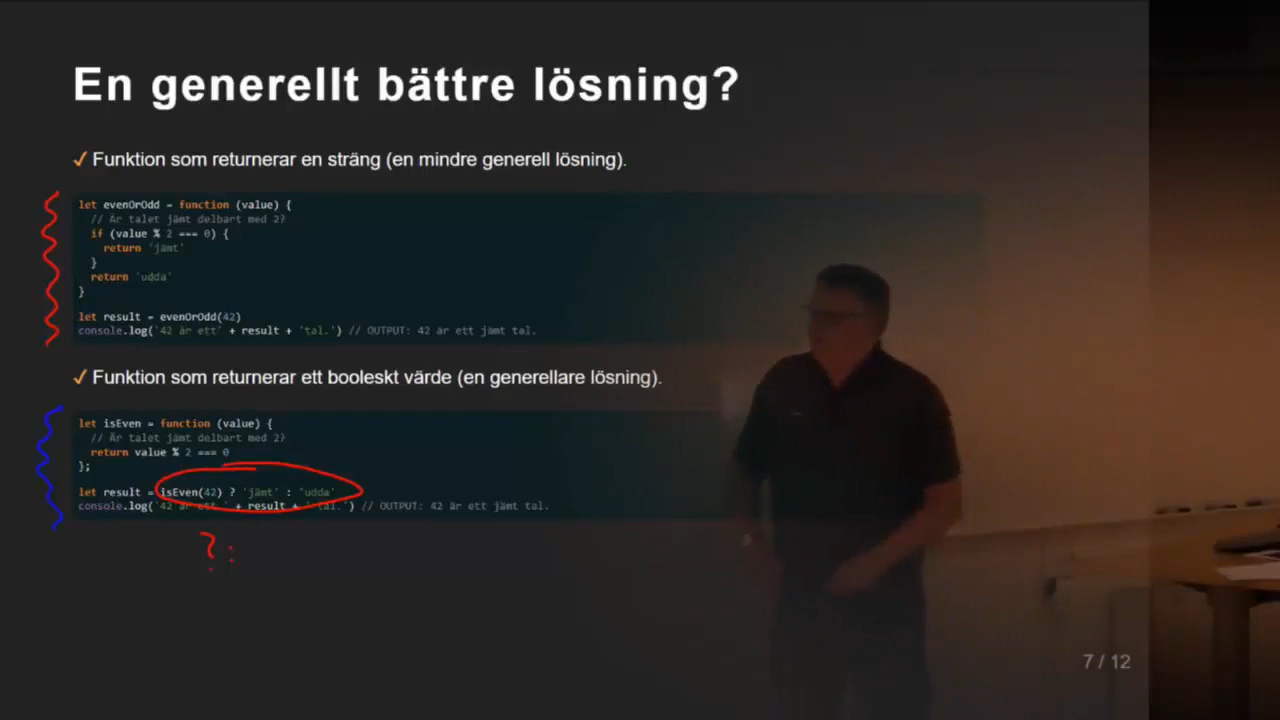 En generellt bättre lösning?
✓ Funktion som returnerar en sträng (en mindre generell lösning).
let evenOrOdd = function (value) {
// Är talet jämt delbart med 2?
if (value % 2 === 0) {
return 'jämt'
}
return 'udda'
}
let result = evenOrOdd(42)
console.log('42 är ett' + result + 'tal.') // OUTPUT: 42 är ett jämt tal.
✓ Funktion som returnerar ett booleskt värde (en generellare lösning).
let isEven = function (value) {
// Är talet jämt delbart med 2?
return value % 2 === 0
};
let result = isEven(42) ? 'jämt' : 'udda'
console.log('42 är ett ' + result + ' tal.') // OUTPUT: 42 är ett jämt tal.
? :
7 / 12